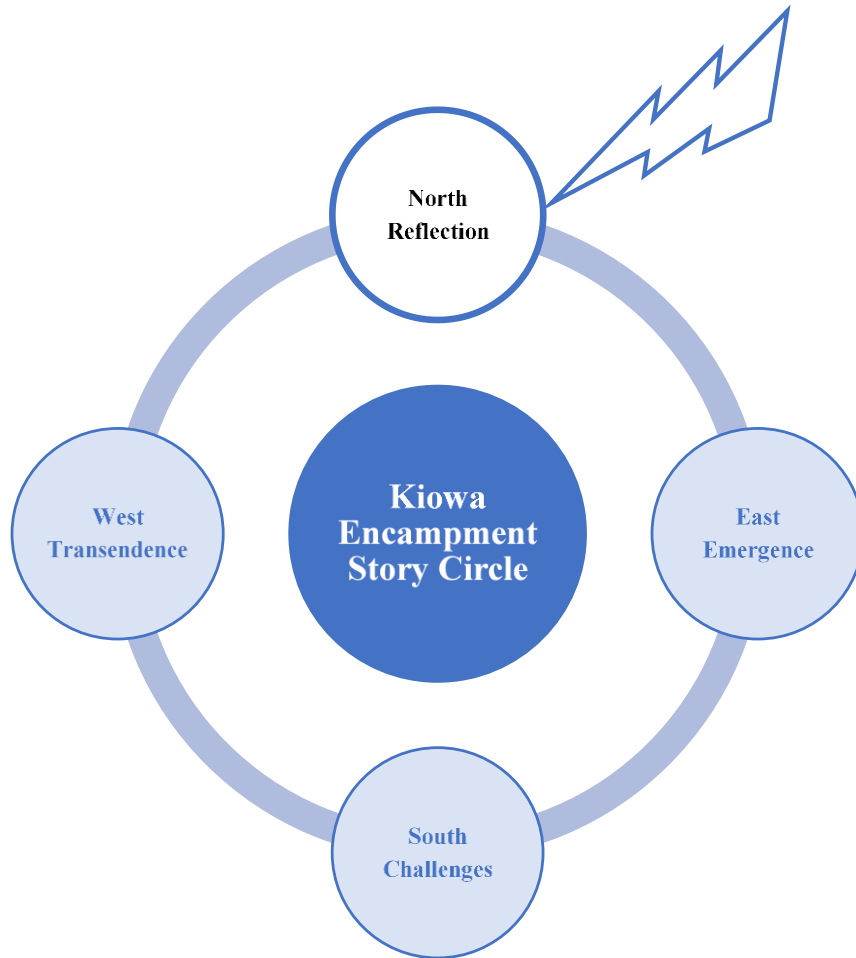 North
Reflection
West
Transendence
Kiowa
Encampment
Story Circle
East
Emergence
South
Challenges